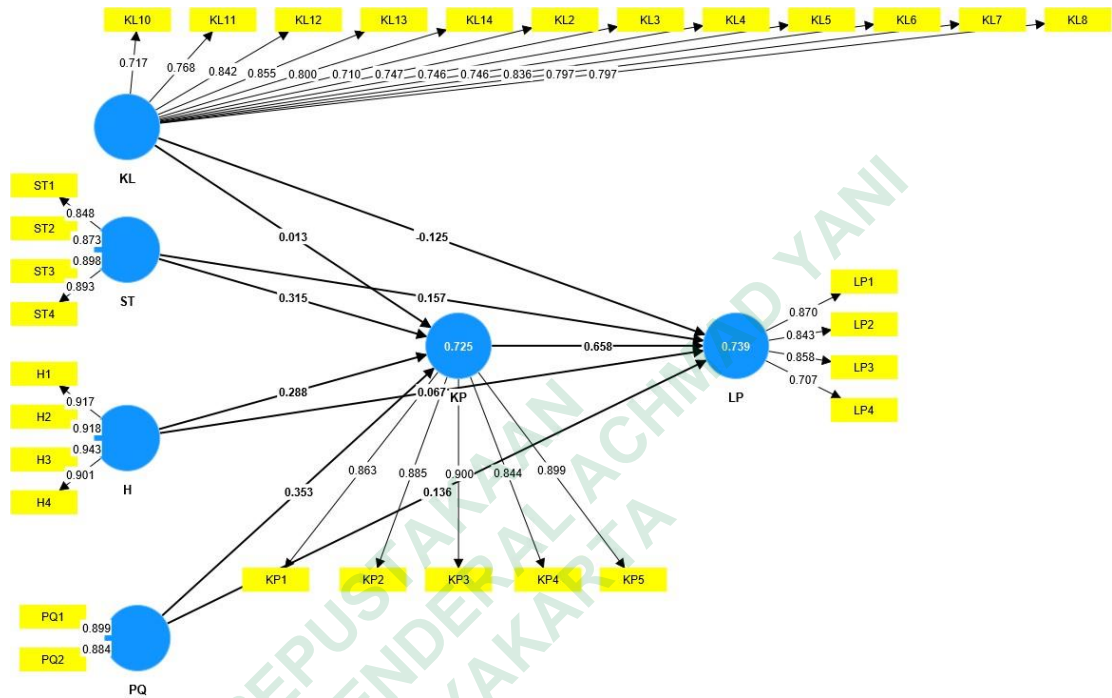 KL10 KL11 KL12 KL13 KL14 KL2 KL3 KL4 KL5 KL6 KL7 KL8
0.717 0.768 0.842 0.855 0.800 0.710 0.747 0.746 0.746 0.836 0.797 0.797
KL
ST1
0.848
ST2
0.873
0.898
ST3
0.893
ST4
ST
0.013
-0.125
0.315
0.157
H1
0.917
H2
0.918
0.943
H3
0.901
H4
H
0.288
0.067
0.725
KP
0.658
0.739
LP
LP1
0.870
LP2
0.843
0.858
LP3
0.707
LP4
0.353
0.136
0.863 0.885 0.900 0.844 0.899
KP1 KP2 KP3 KP4 KP5
PQ1
0.899
0.884
PQ2
PQ
EPUSTAKAAN
ENDERAL ACHMAD YANI
YAKARTA